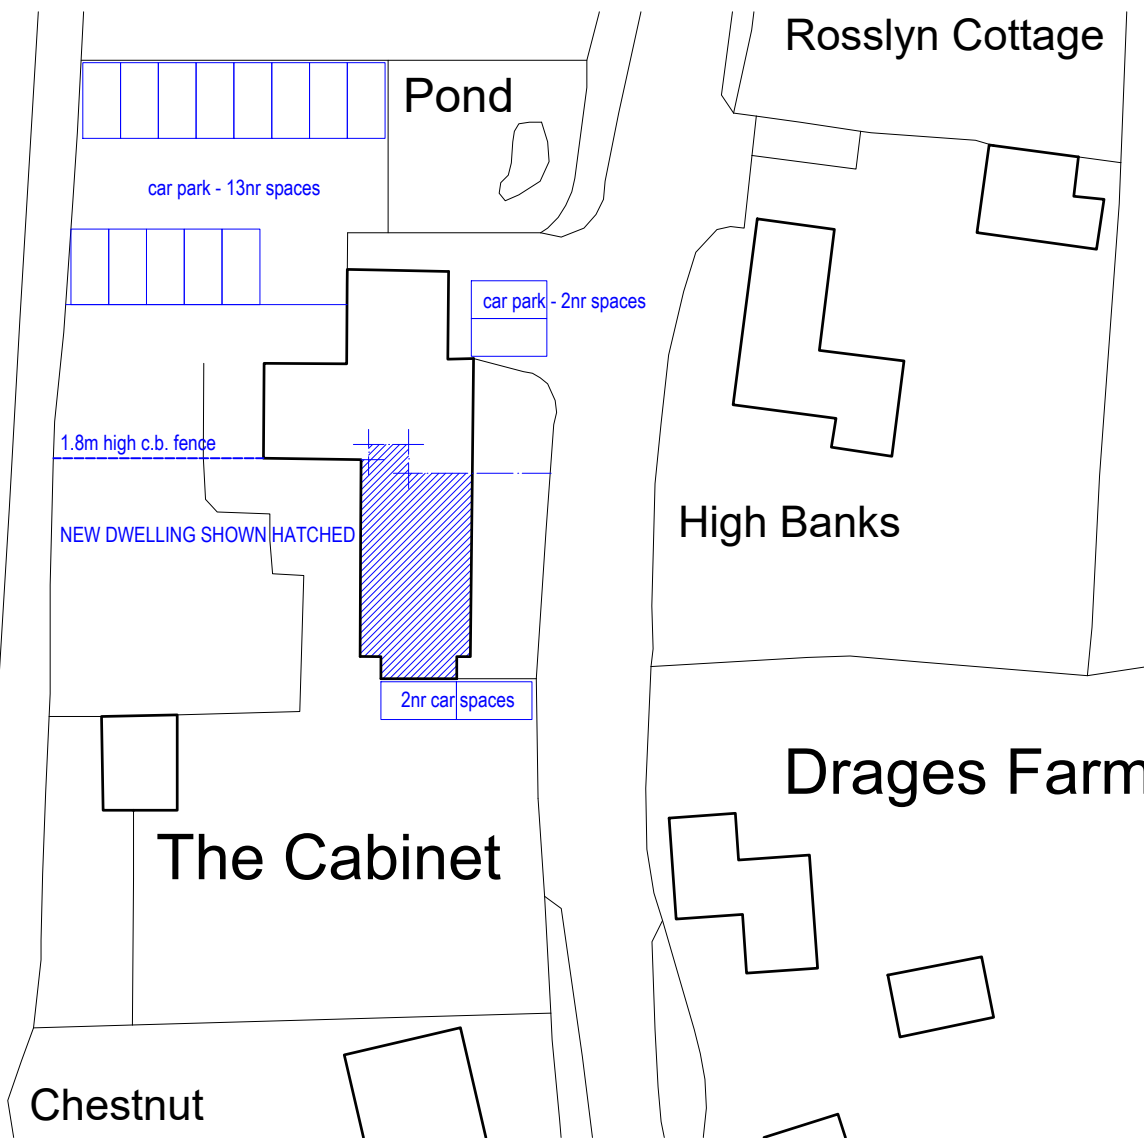 Rosslyn Cottage
Pond
car park - 13nr spaces
car park - 2nr spaces
1.8m high c.b. fence
High Banks
NEW DWELLING SHOWN HATCHED
2nr car spaces
Drages Farm
The Cabinet
Chestnut